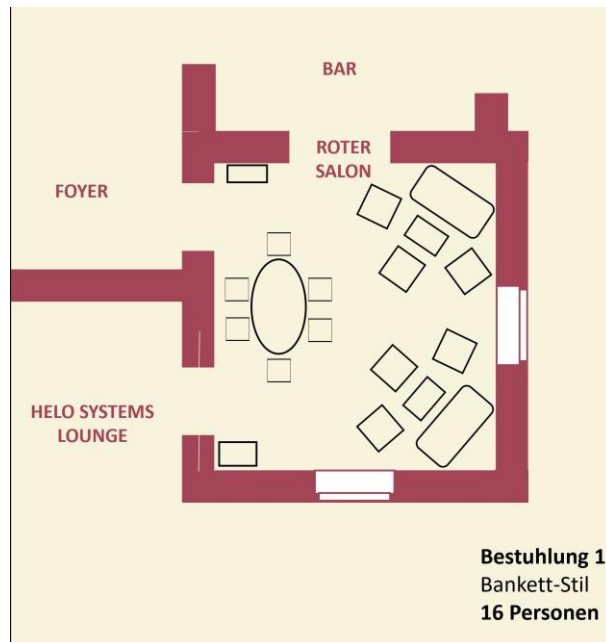 BAR
ROTER
SALON
FOYER
HELO SYSTEMS
LOUNGE
Bestuhlung 1
Bankett-Stil
16 Personen